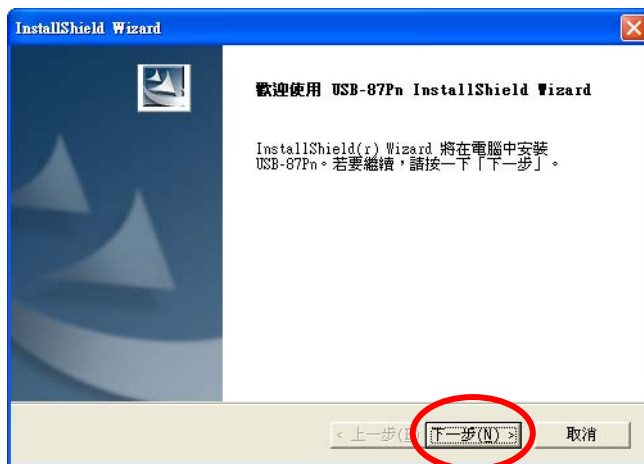 InstallShield Wizard
歡迎使用 USB-87Pn InstallShield Wizard
InstallShield(r) Wizard 將在電腦中安裝
USB-87Pn。若要繼續，請按一下「下一步」。
< 上一步(B) 下一步(N) > 取消